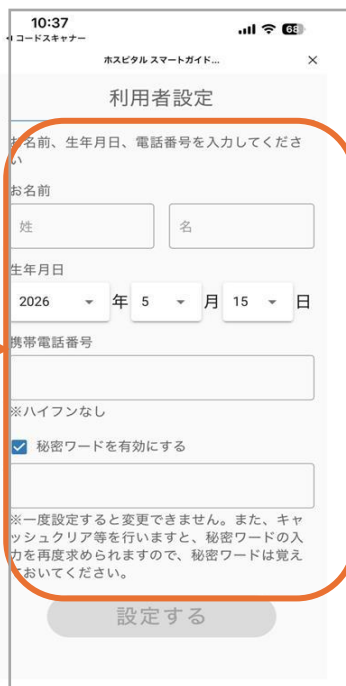 10:37
68
コードスキャナー
ホスピタル スマートガイド... ×
利用者設定
お名前、生年月日、電話番号を入力してくださ
い
お名前
姓 名
生年月日
2026 年 5 月 15 日
携帯電話番号
※ハイフンなし
秘密ワードを有効にする
※一度設定すると変更できません。また、キャ
ッシュクリア等を行いますと、秘密ワードの入
力を再度求められますので、秘密ワードは覚え
ておいてください。
設定する